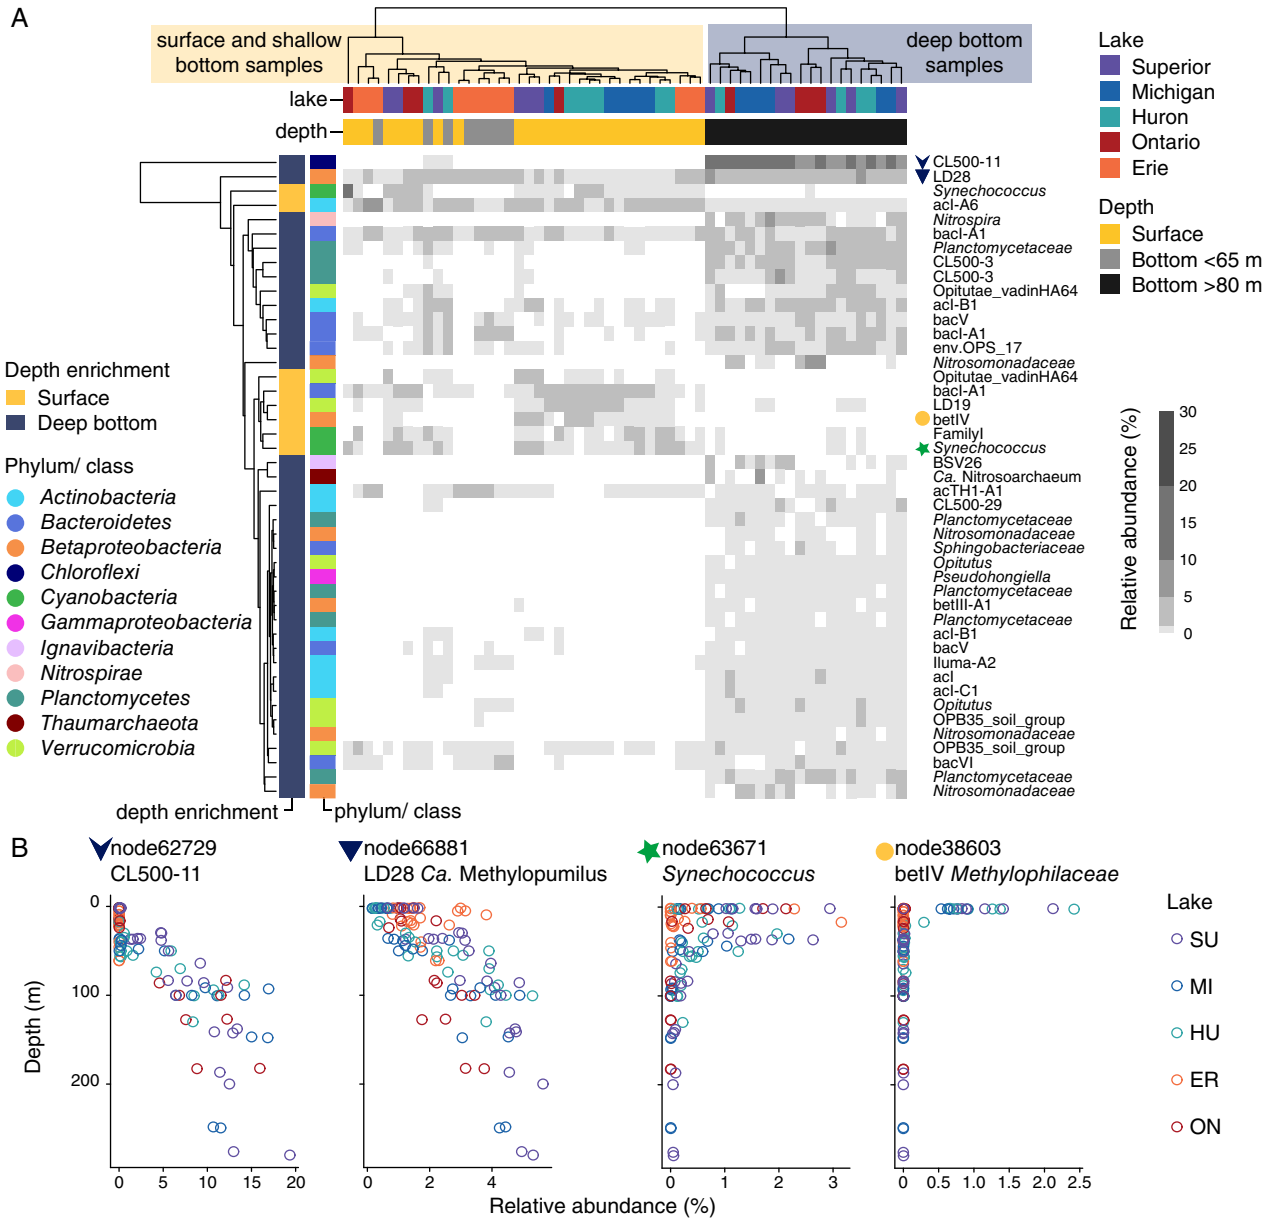 A
surface and shallow
bottom samples
deep bottom
samples
lake
depth
Lake
Superior
Michigan
Huron
Ontario
Erie
Depth
Surface
Bottom <65 m
Bottom >80 m
CL500-11
LD28
Synechococcus
acI-A6
Nitrospira
bacI-A1
Planctomycetaceae
CL500-3
CL500-3
Opitutae_vadinHA64
acI-B1
bacV
bacI-A1
env.OPS_17
Nitrosomonadaceae
Opitutae_vadinHA64
bacI-A1
LD19
betIV
FamilyI
Synechococcus
BSV26
Ca. Nitrosoarchaeum
acTH1-A1
CL500-29
Planctomycetaceae
Nitrosomonadaceae
Sphingobacteriaceae
Opitutus
Pseudohongiella
Planctomycetaceae
betIII-A1
Planctomycetaceae
acI-B1
bacV
Iluma-A2
acI
acI-C1
Opitutus
OPB35_soil_group
Nitrosomonadaceae
OPB35_soil_group
bacVI
Planctomycetaceae
Nitrosomonadaceae
Relative abundance (%)
30
25
20
15
10
5
0
Depth enrichment
Surface
Deep bottom
Phylum/ class
Actinobacteria
Bacteroidetes
Betaproteobacteria
Chloroflexi
Cyanobacteria
Gammaproteobacteria
Ignavibacteria
Nitrospirae
Planctomycetes
Thaumarchaeota
Verrucomicrobia
depth enrichment
phylum/ class
B
node62729
CL500-11
node66881
LD28 Ca. Methylopumilus
node63671
Synechococcus
node38603
betIV Methylophilaceae
Depth (m)
0
100
200
0 5 10 15 20
0 2 4
0 1 2 3
0 0.5 1.0 1.5 2.0 2.5
Relative abundance (%)
Lake
SU
MI
HU
ER
ON